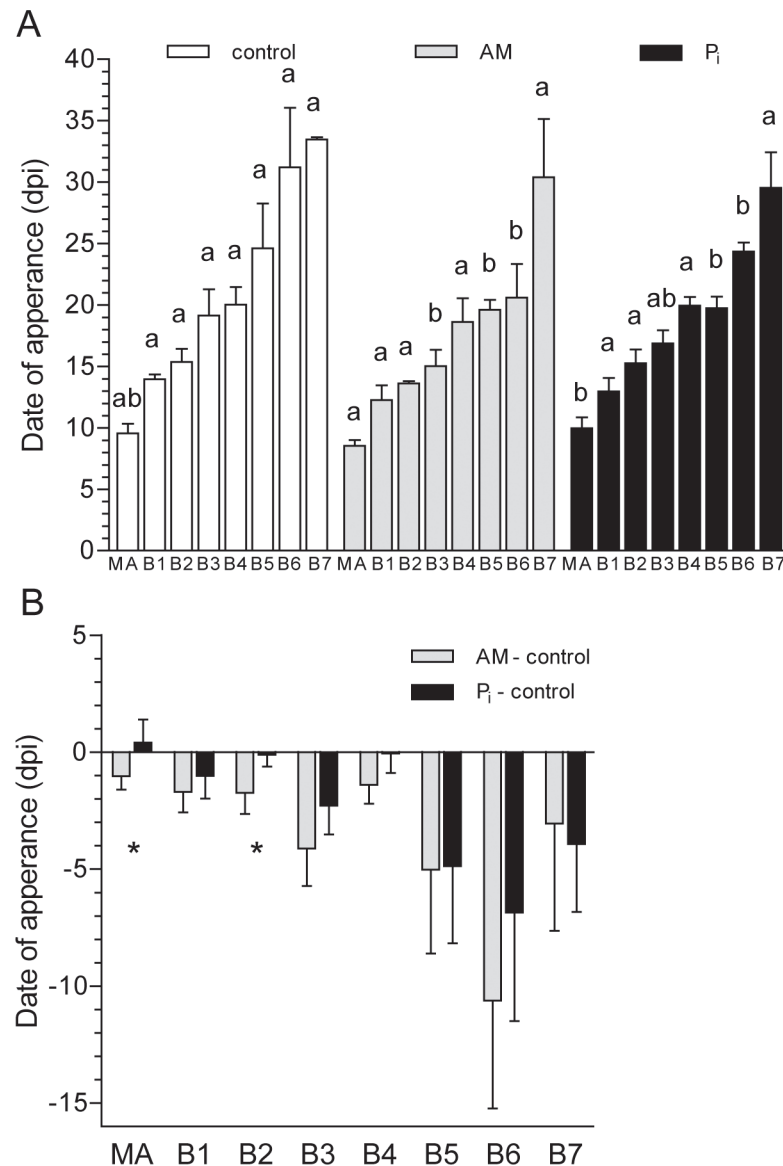 A
control AM Pi
40
35
30
25
20
15
10
5
0
Date of apperance (dpi)
a a
a
a a
a a
ab
a
b b
a
b
a a
a
a
b
b
a
ab
a
a
b
MA B1 B2 B3 B4 B5 B6 B7 MA B1 B2 B3 B4 B5 B6 B7 MA B1 B2 B3 B4 B5 B6 B7
B
AM - control
Pi - control
5
0
-5
-10
-15
Date of apperance (dpi)
* *
MA B1 B2 B3 B4 B5 B6 B7